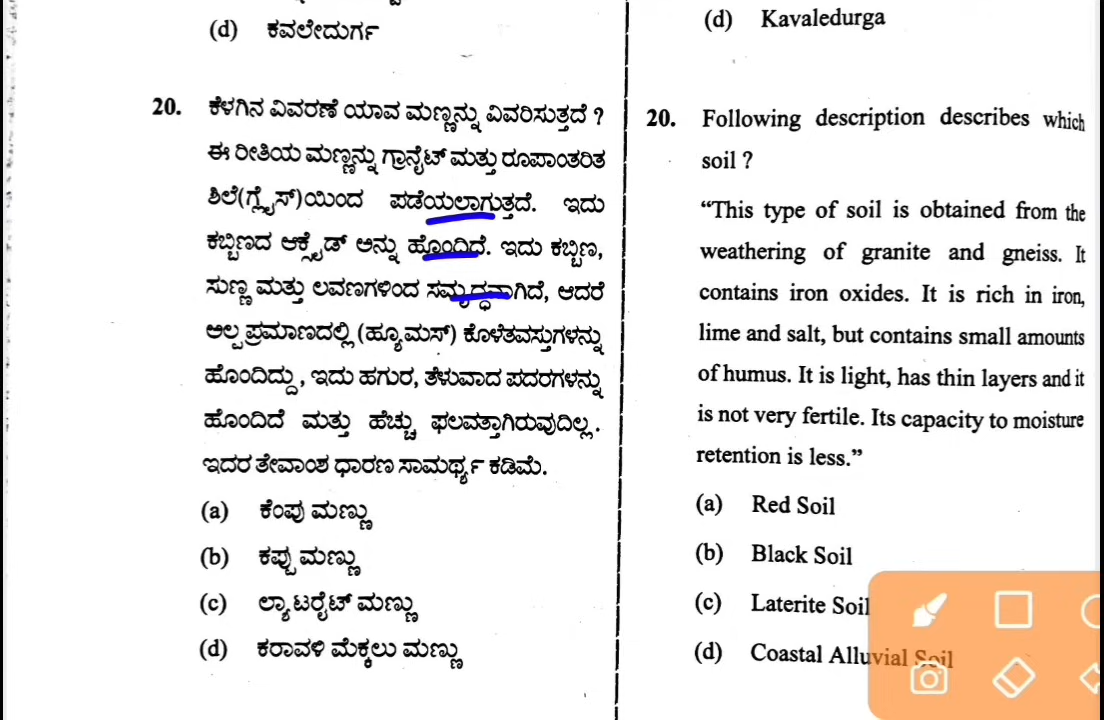 (d) ಕವಲೇದುರ್ಗ
20. ಕೆಳಗಿನ ವಿವರಣೆ ಯಾವ ಮಣ್ಣನ್ನು ವಿವರಿಸುತ್ತದೆ ?
ಈ ರೀತಿಯ ಮಣ್ಣನ್ನು ಗ್ರಾನೈಟ್ ಮತ್ತು ರೂಪಾಂತರಿತ
ಶಿಲೆ(ಗ್ನೈಸ್)ಯಿಂದ ಪಡೆಯಲಾಗುತ್ತದೆ. ಇದು
ಕಬ್ಬಿಣದ ಆಕ್ಸೈಡ್ ಅನ್ನು ಹೊಂದಿದೆ. ಇದು ಕಬ್ಬಿಣ,
ಸುಣ್ಣ ಮತ್ತು ಲವಣಗಳಿಂದ ಸಮೃದ್ಧವಾಗಿದೆ, ಆದರೆ
ಅಲ್ಪ ಪ್ರಮಾಣದಲ್ಲಿ (ಹ್ಯೂಮಸ್) ಕೊಳೆತವಸ್ತುಗಳನ್ನು
ಹೊಂದಿದ್ದು, ಇದು ಹಗುರ, ತೆಳುವಾದ ಪದರಗಳನ್ನು
ಹೊಂದಿದೆ ಮತ್ತು ಹೆಚ್ಚು ಫಲವತ್ತಾಗಿರುವುದಿಲ್ಲ.
ಇದರ ತೇವಾಂಶ ಧಾರಣ ಸಾಮರ್ಥ್ಯ ಕಡಿಮೆ.
(a) ಕೆಂಪು ಮಣ್ಣು
(b) ಕಪ್ಪು ಮಣ್ಣು
(c) ಲ್ಯಾಟರೈಟ್ ಮಣ್ಣು
(d) ಕರಾವಳಿ ಮೆಕ್ಕಲು ಮಣ್ಣು
(d) Kavaledurga
20. Following description describes which
soil ?
“This type of soil is obtained from the
weathering of granite and gneiss. It
contains iron oxides. It is rich in iron,
lime and salt, but contains small amounts
of humus. It is light, has thin layers and it
is not very fertile. Its capacity to moisture
retention is less.”
(a) Red Soil
(b) Black Soil
(c) Laterite Soil
(d) Coastal Alluvial Soil